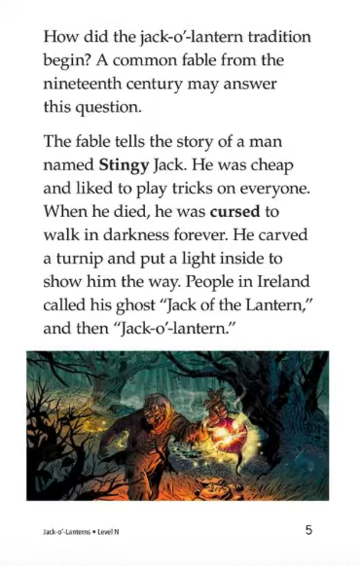 How did the jack-o’-lantern tradition
begin? A common fable from the
nineteenth century may answer
this question.
The fable tells the story of a man
named Stingy Jack. He was cheap
and liked to play tricks on everyone.
When he died, he was cursed to
walk in darkness forever. He carved
a turnip and put a light inside to
show him the way. People in Ireland
called his ghost “Jack of the Lantern,”
and then “Jack-o’-lantern.”
Jack-o’-Lanterns • Level N
5